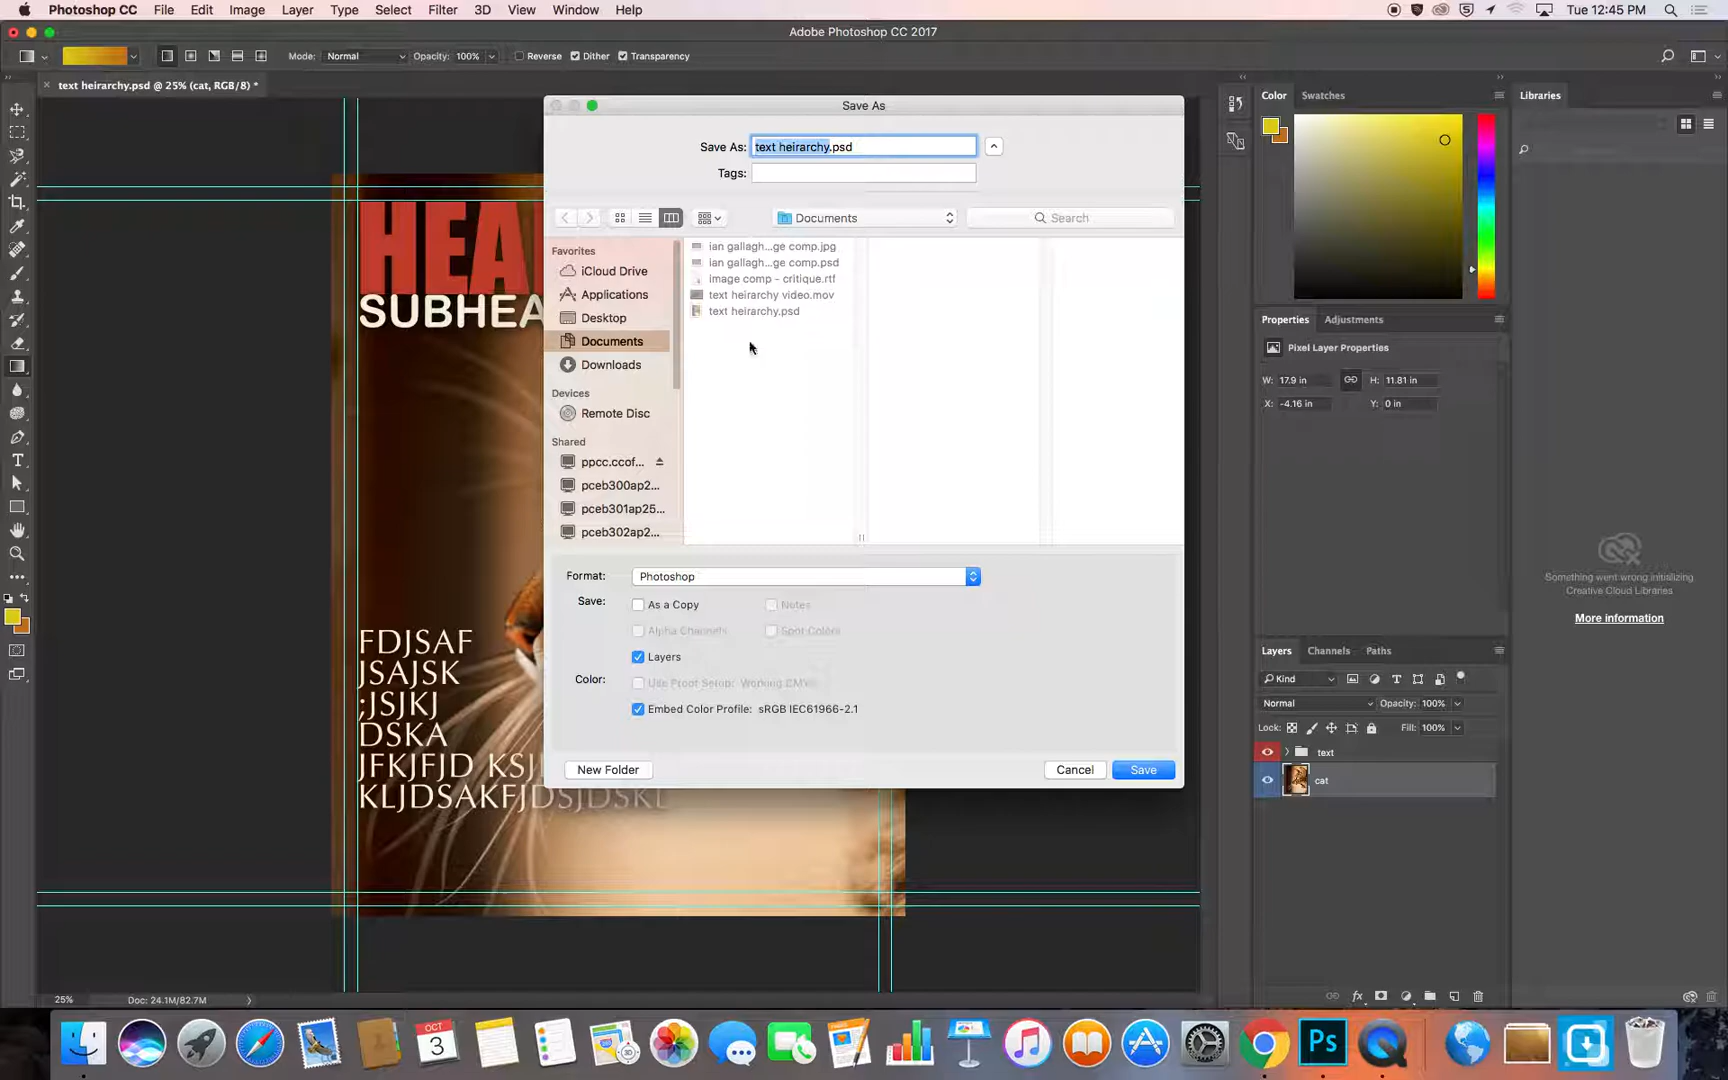 Photoshop CC File Edit Image Layer Type Select Filter 3D View Window Help Tue 12:45 PM
Adobe Photoshop CC 2017
Mode: Normal Opacity: 100% Reverse Dither Transparency
text heirarchy.psd @ 25% (cat, RGB/8) *
HEA
SUBHEA
FDJSAF
JSAJSK
;JSJKJ
DSKA
JFKJFJD KSJ
KLJDSAKFJDSJDSKL
25% Doc: 24.1M/82.7M
Save As
Save As: text heirarchy.psd
Tags:
Documents
Search
Favorites
iCloud Drive
Applications
Desktop
Documents
Downloads
Devices
Remote Disc
Shared
ppcc.ccof...
pceb300ap2...
pceb301ap25...
pceb302ap2...
ian gallagh...ge comp.jpg
ian gallagh...ge comp.psd
image comp - critique.rtf
text heirarchy video.mov
text heirarchy.psd
Format: Photoshop
Save: As a Copy Notes
Alpha Channels Spot Colors
Layers
Color: Use Proof Setup: Working CMYK
Embed Color Profile: sRGB IEC61966-2.1
New Folder Cancel Save
Color Swatches
Properties Adjustments
Pixel Layer Properties
W: 17.9 in H: 11.81 in
X: -4.16 in Y: 0 in
Layers Channels Paths
Kind
Normal Opacity: 100%
Lock: Fill: 100%
text
cat
Libraries
Something went wrong initializing
Creative Cloud Libraries
More information
OCT
3
Ps